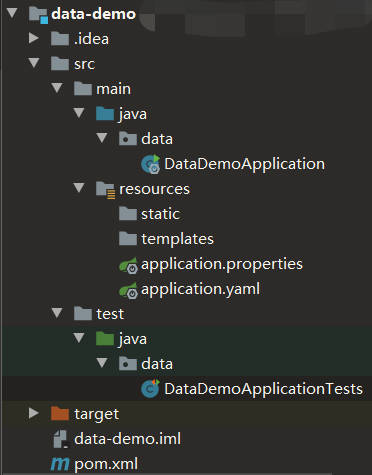 data-demo
.idea
src
main
java
data
DataDemoApplication
resources
static
templates
application.properties
application.yaml
test
java
data
DataDemoApplicationTests
target
data-demo.iml
pom.xml